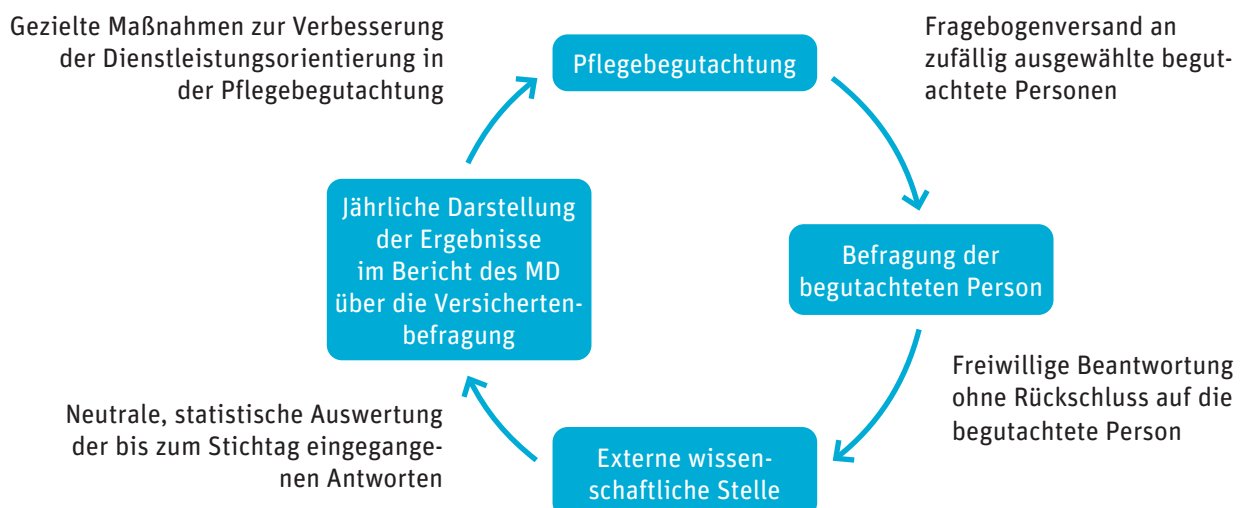 Gezielte Maßnahmen zur Verbesserung
der Dienstleistungsorientierung in
der Pflegebegutachtung
Pflegebegutachtung
Fragebogenversand an
zufällig ausgewählte begut-
achtete Personen
Befragung der
begutachteten Person
Freiwillige Beantwortung
ohne Rückschluss auf die
begutachtete Person
Externe wissen-
schaftliche Stelle
Neutrale, statistische Auswertung
der bis zum Stichtag eingegange-
nen Antworten
Jährliche Darstellung
der Ergebnisse
im Bericht des MD
über die Versicherten-
befragung